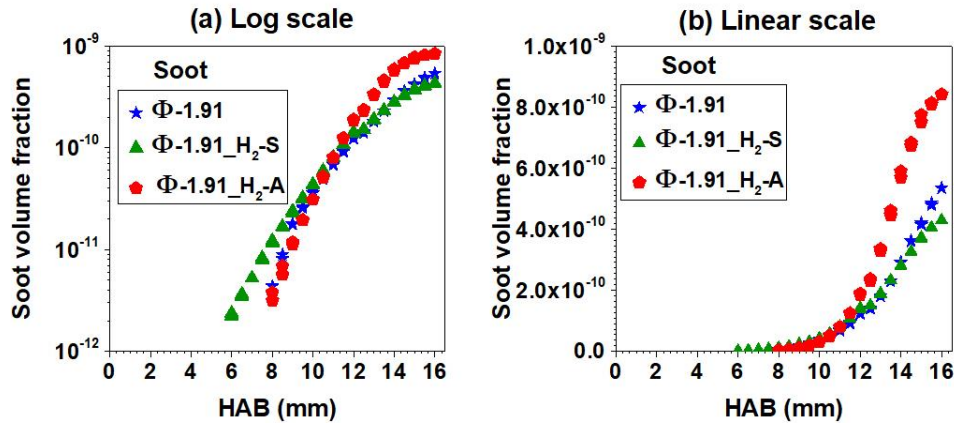 (a) Log scale
Soot volume fraction
10⁻⁹
10⁻¹⁰
10⁻¹¹
10⁻¹²
Soot
Φ-1.91
Φ-1.91_H₂-S
Φ-1.91_H₂-A
0 2 4 6 8 10 12 14 16
HAB (mm)
(b) Linear scale
Soot volume fraction
1.0x10⁻⁹
8.0x10⁻¹⁰
6.0x10⁻¹⁰
4.0x10⁻¹⁰
2.0x10⁻¹⁰
0.0
Soot
Φ-1.91
Φ-1.91_H₂-S
Φ-1.91_H₂-A
0 2 4 6 8 10 12 14 16
HAB (mm)